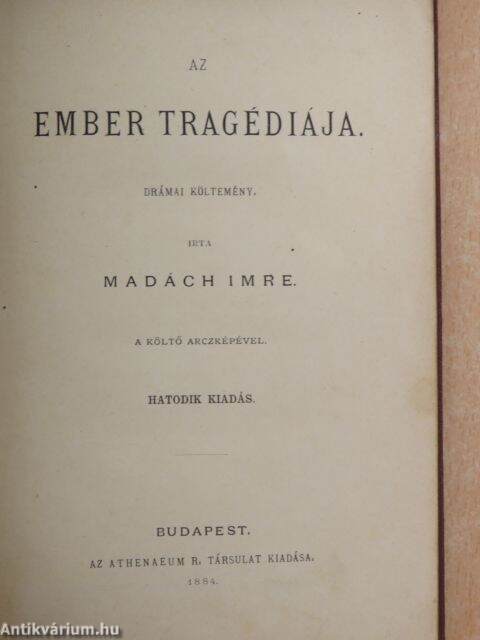 AZ
EMBER TRAGÉDIÁJA.
DRÁMAI KÖLTEMÉNY.
IRTA
MADÁCH IMRE.
A KÖLTŐ ARCZKÉPÉVEL.
HATODIK KIADÁS.
BUDAPEST.
AZ ATHENAEUM R. TÁRSULAT KIADÁSA.
1884.
Antikvárium.hu